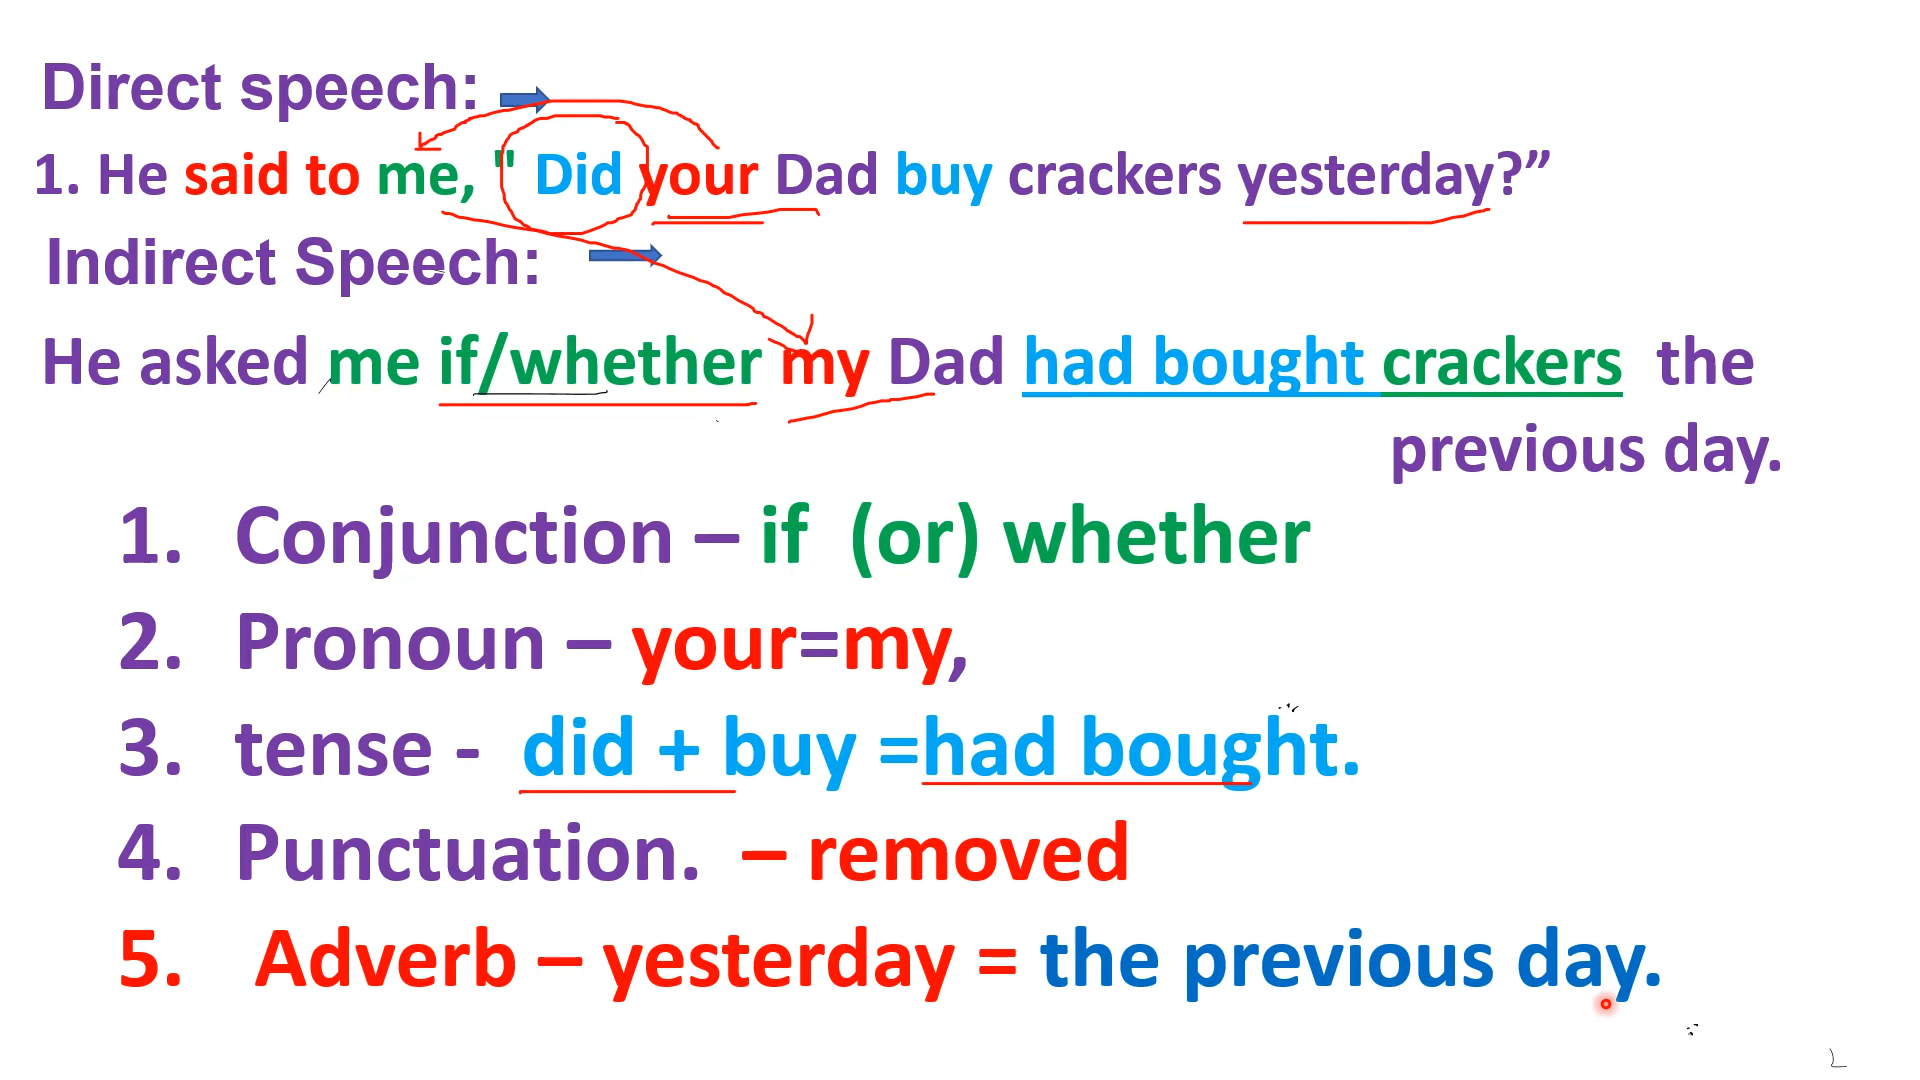 Direct speech:
1. He said to me, " Did your Dad buy crackers yesterday?”
Indirect Speech:
He asked me if/whether my Dad had bought crackers the
previous day.
1. Conjunction – if (or) whether
2. Pronoun – your=my,
3. tense - did + buy =had bought.
4. Punctuation. – removed
5. Adverb – yesterday = the previous day.